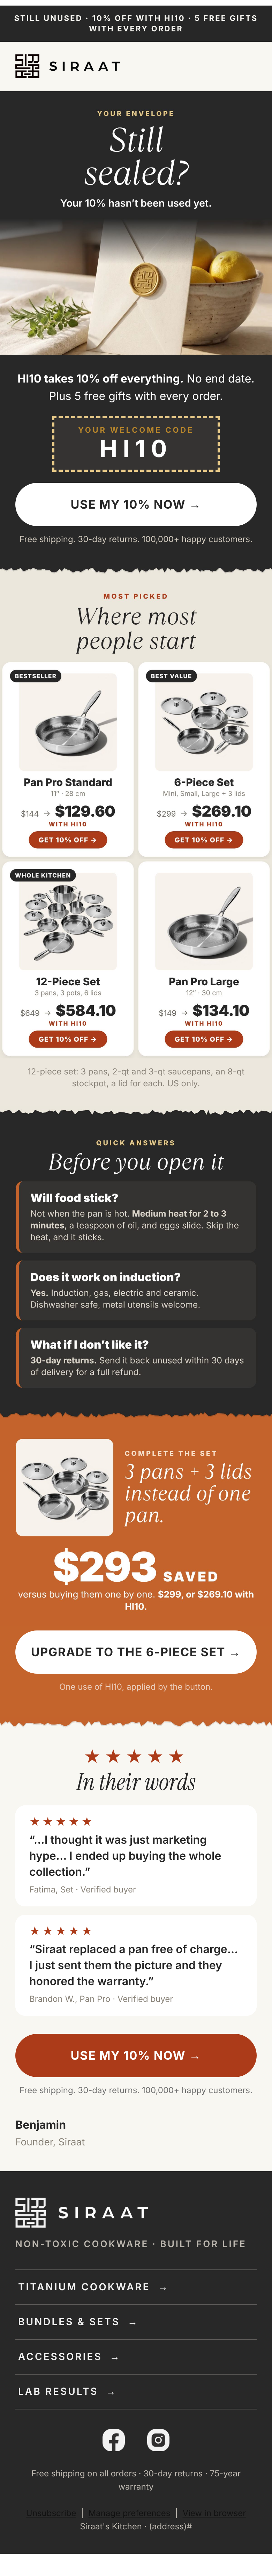 STILL UNUSED · 10% OFF WITH HI10 · 5 FREE GIFTS
WITH EVERY ORDER
SIRAAT
YOUR ENVELOPE
Still
sealed?
Your 10% hasn't been used yet.
HI10 takes 10% off everything. No end date.
Plus 5 free gifts with every order.
YOUR WELCOME CODE
HI10
USE MY 10% NOW →
Free shipping. 30-day returns. 100,000+ happy customers.
MOST PICKED
Where most
people start
BESTSELLER
Pan Pro Standard
11" · 28 cm
$144 → $129.60
WITH HI10
GET 10% OFF →
BEST VALUE
6-Piece Set
Mini, Small, Large + 3 lids
$299 → $269.10
WITH HI10
GET 10% OFF →
WHOLE KITCHEN
12-Piece Set
3 pans, 3 pots, 6 lids
$649 → $584.10
WITH HI10
GET 10% OFF →
Pan Pro Large
12" · 30 cm
$149 → $134.10
WITH HI10
GET 10% OFF →
12-piece set: 3 pans, 2-qt and 3-qt saucepans, an 8-qt
stockpot, a lid for each. US only.
QUICK ANSWERS
Before you open it
Will food stick?
Not when the pan is hot. Medium heat for 2 to 3
minutes, a teaspoon of oil, and eggs slide. Skip the
heat, and it sticks.
Does it work on induction?
Yes. Induction, gas, electric and ceramic.
Dishwasher safe, metal utensils welcome.
What if I don't like it?
30-day returns. Send it back unused within 30 days
of delivery for a full refund.
COMPLETE THE SET
3 pans + 3 lids
instead of one
pan.
$293 SAVED
versus buying them one by one. $299, or $269.10 with
HI10.
UPGRADE TO THE 6-PIECE SET →
One use of HI10, applied by the button.
★★★★★
In their words
★★★★★
“...I thought it was just marketing
hype... I ended up buying the whole
collection.”
Fatima, Set · Verified buyer
★★★★★
“Siraat replaced a pan free of charge...
I just sent them the picture and they
honored the warranty.”
Brandon W., Pan Pro · Verified buyer
USE MY 10% NOW →
Free shipping. 30-day returns. 100,000+ happy customers.
Benjamin
Founder, Siraat
SIRAAT
NON-TOXIC COOKWARE · BUILT FOR LIFE
TITANIUM COOKWARE →
BUNDLES & SETS →
ACCESSORIES →
LAB RESULTS →
Free shipping on all orders · 30-day returns · 75-year
warranty
Unsubscribe | Manage preferences | View in browser
Siraat's Kitchen · (address)#